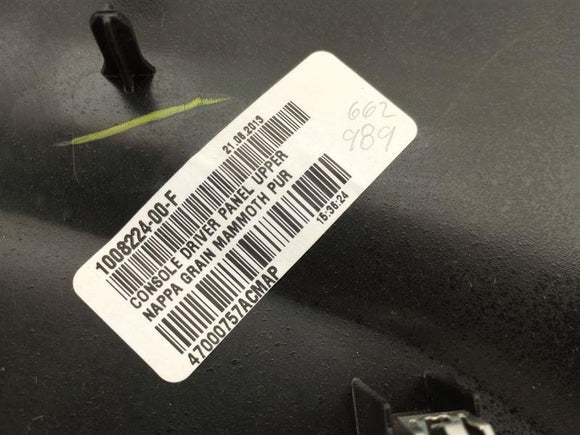 1008224-00-F
21.08.2013
CONSOLE DRIVER PANEL UPPER
NAPPA GRAIN MAMMOTH PUR
47000757ACMAP
15:36:24
662
989